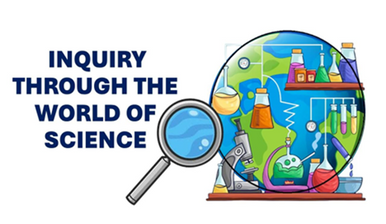 INQUIRY
THROUGH THE
WORLD OF
SCIENCE